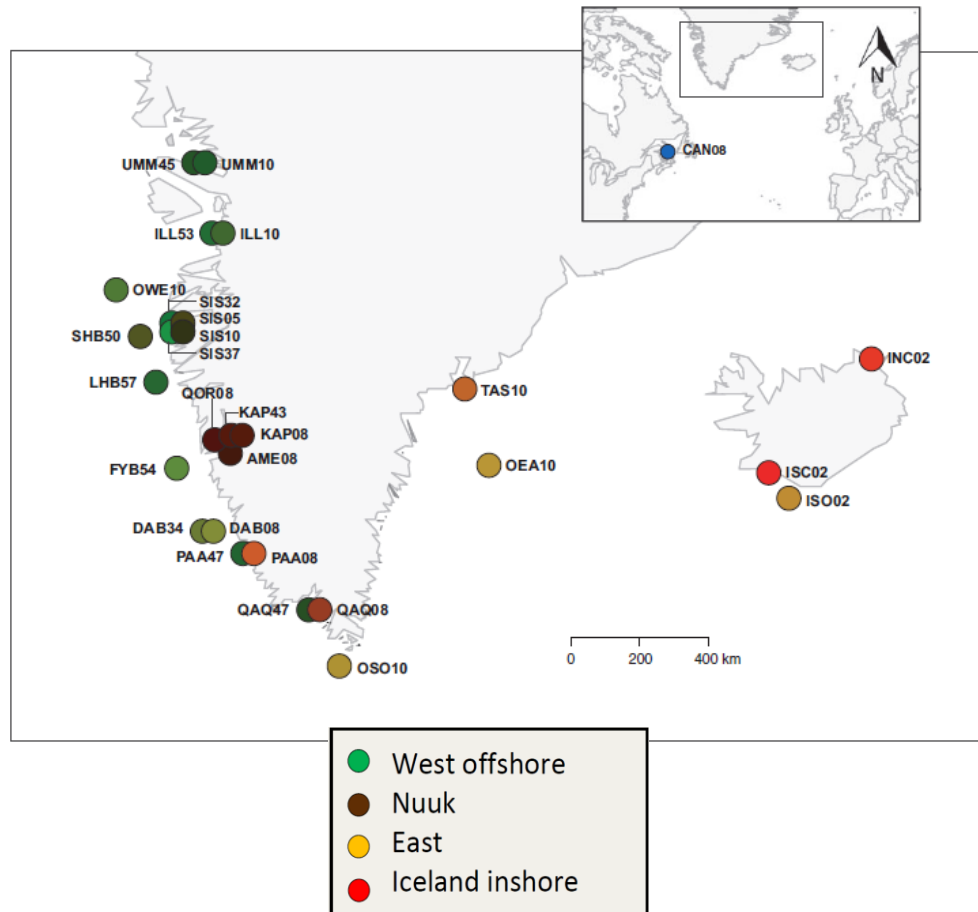 N
CAN08
UMM45 UMM10
ILL53 ILL10
OWE10
SIS32
SIS05
SHB50 SIS10
SIS37
LHB57
QOR08
KAP43
KAP08
AME08
FYB54
DAB34 DAB08
PAA47 PAA08
QAQ47 QAQ08
OSO10
TAS10
OEA10
INC02
ISC02
ISO02
0 200 400 km
West offshore
Nuuk
East
Iceland inshore